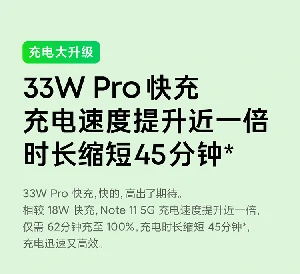 充电大升级
33W Pro 快充
充电速度提升近一倍
时长缩短45分钟*
33W Pro 快充，快的，高出了期待。
相较 18W 快充，Note 11 5G 充电速度提升近一倍，
仅需 62分钟充至 100%，充电时长缩短 45分钟*，
充电迅速又高效。